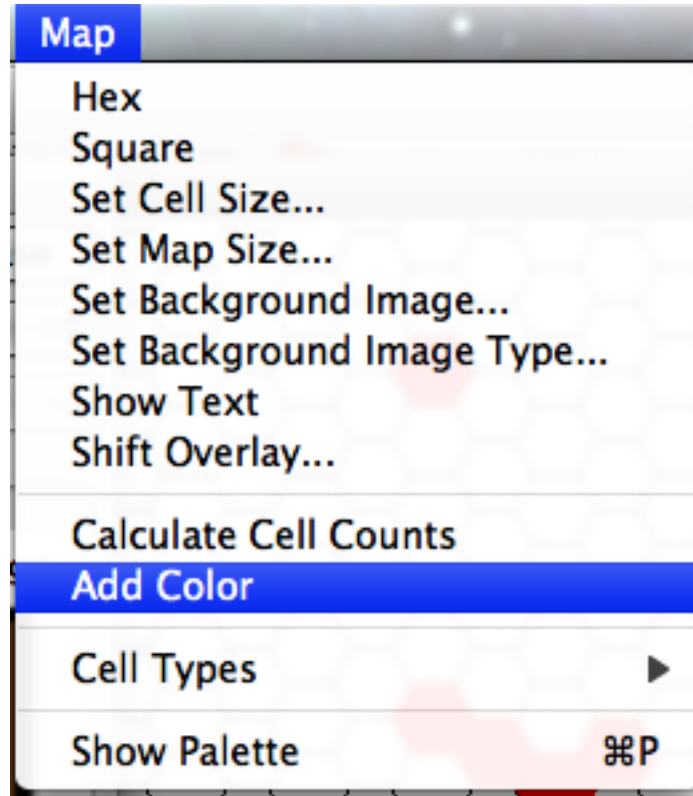 Map
Hex
Square
Set Cell Size...
Set Map Size...
Set Background Image...
Set Background Image Type...
Show Text
Shift Overlay...
Calculate Cell Counts
Add Color
Cell Types
Show Palette ⌘P